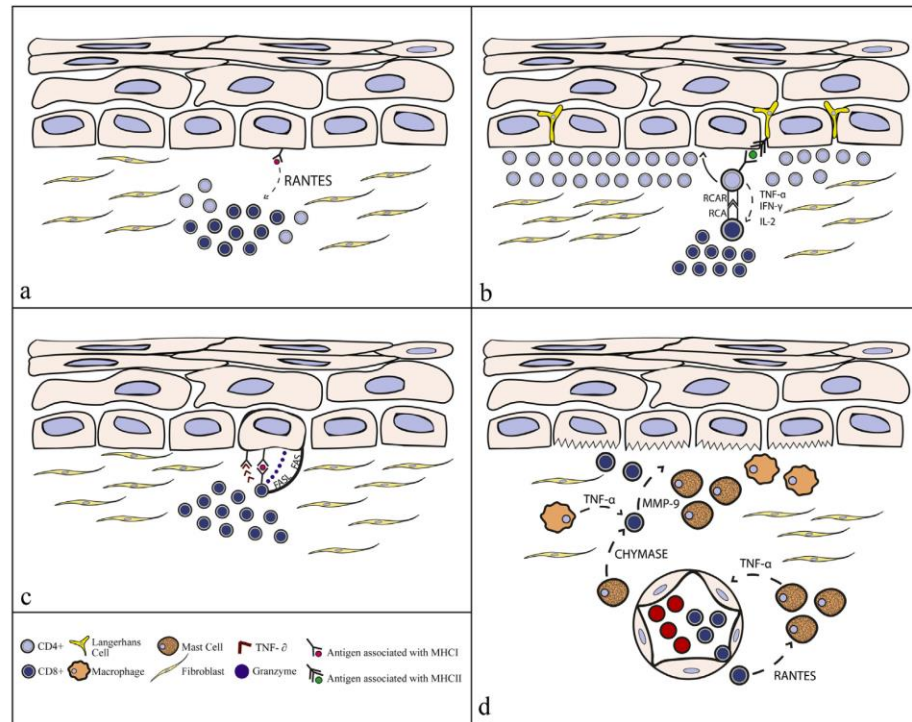 RANTES
a
RCAR
RCA
TNF-α
IFN-γ
IL-2
b
FASL
FAS
c
TNF-α
MMP-9
CHYMASE
TNF-α
RANTES
d
CD4+
Langerhans
Cell
Mast Cell
TNF- ∂
Antigen associated with MHCI
CD8+
Macrophage
Fibroblast
Granzyme
Antigen associated with MHCII